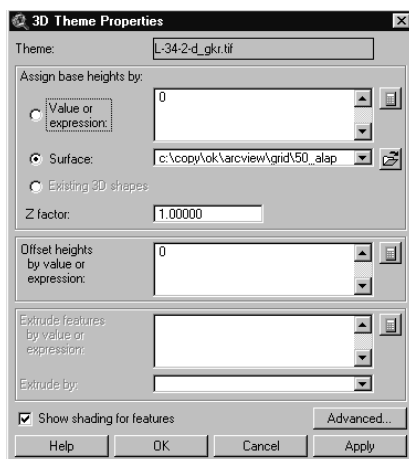 3D Theme Properties
Theme: L-34-2-d_gkr.tif
Assign base heights by:
Value or
expression:
0
Surface: c:\copy\ok\arcview\grid\50_alap
Existing 3D shapes
Z factor: 1.00000
Offset heights
by value or
expression:
0
Extrude features
by value or
expression:
Extrude by:
Show shading for features
Advanced...
Help OK Cancel Apply